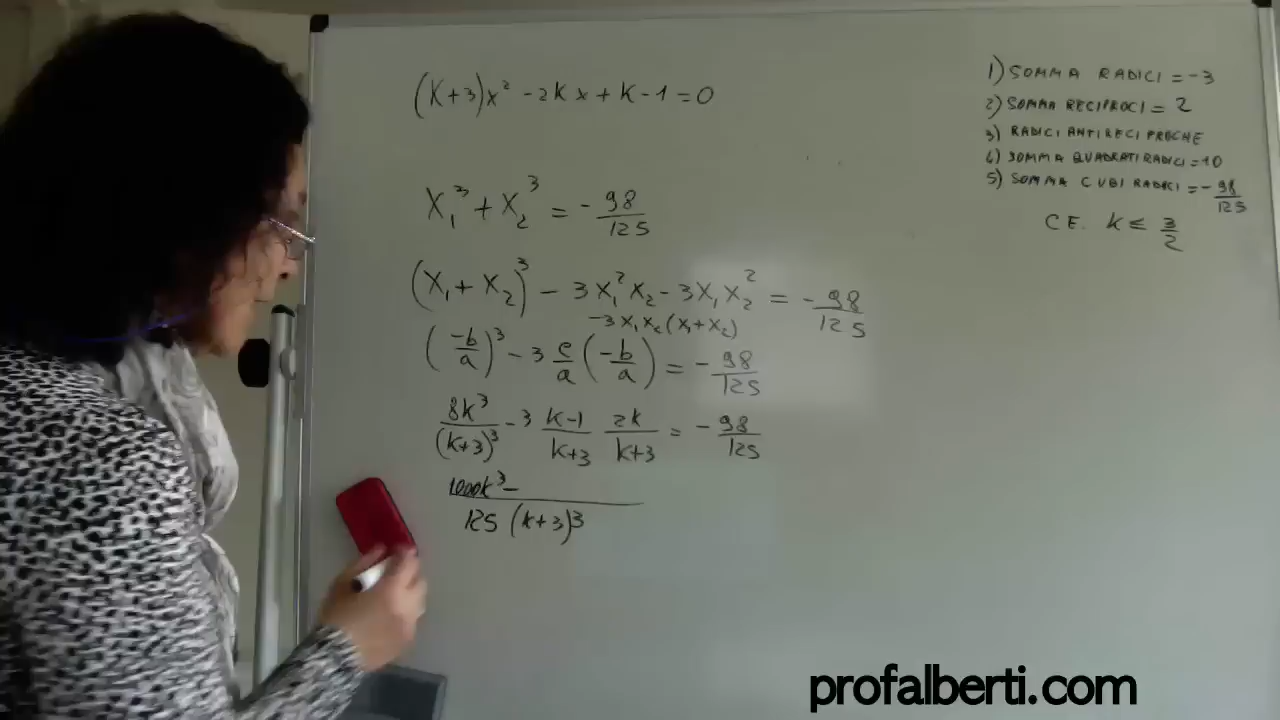 (K+3)x² - 2kx + k - 1 = 0
x₁³ + x₂³ = - 98/125
(x₁ + x₂)³ - 3x₁²x₂ - 3x₁x₂² = - 98/125
-3x₁x₂(x₁+x₂)
(-b/a)³ - 3 c/a (-b/a) = - 98/125
8k³/(k+3)³ - 3 k-1/k+3 2k/k+3 = - 98/125
1000k³ -
125 (k+3)³
1) SOMMA RADICI = -3
2) SOMMA RECIPROCI = 2
3) RADICI ANTIRECIPROCHE
4) SOMMA QUADRATI RADICI = 10
5) SOMMA CUBI RADICI = - 98/125
C.E. K ≤ 3/2
profalberti.com